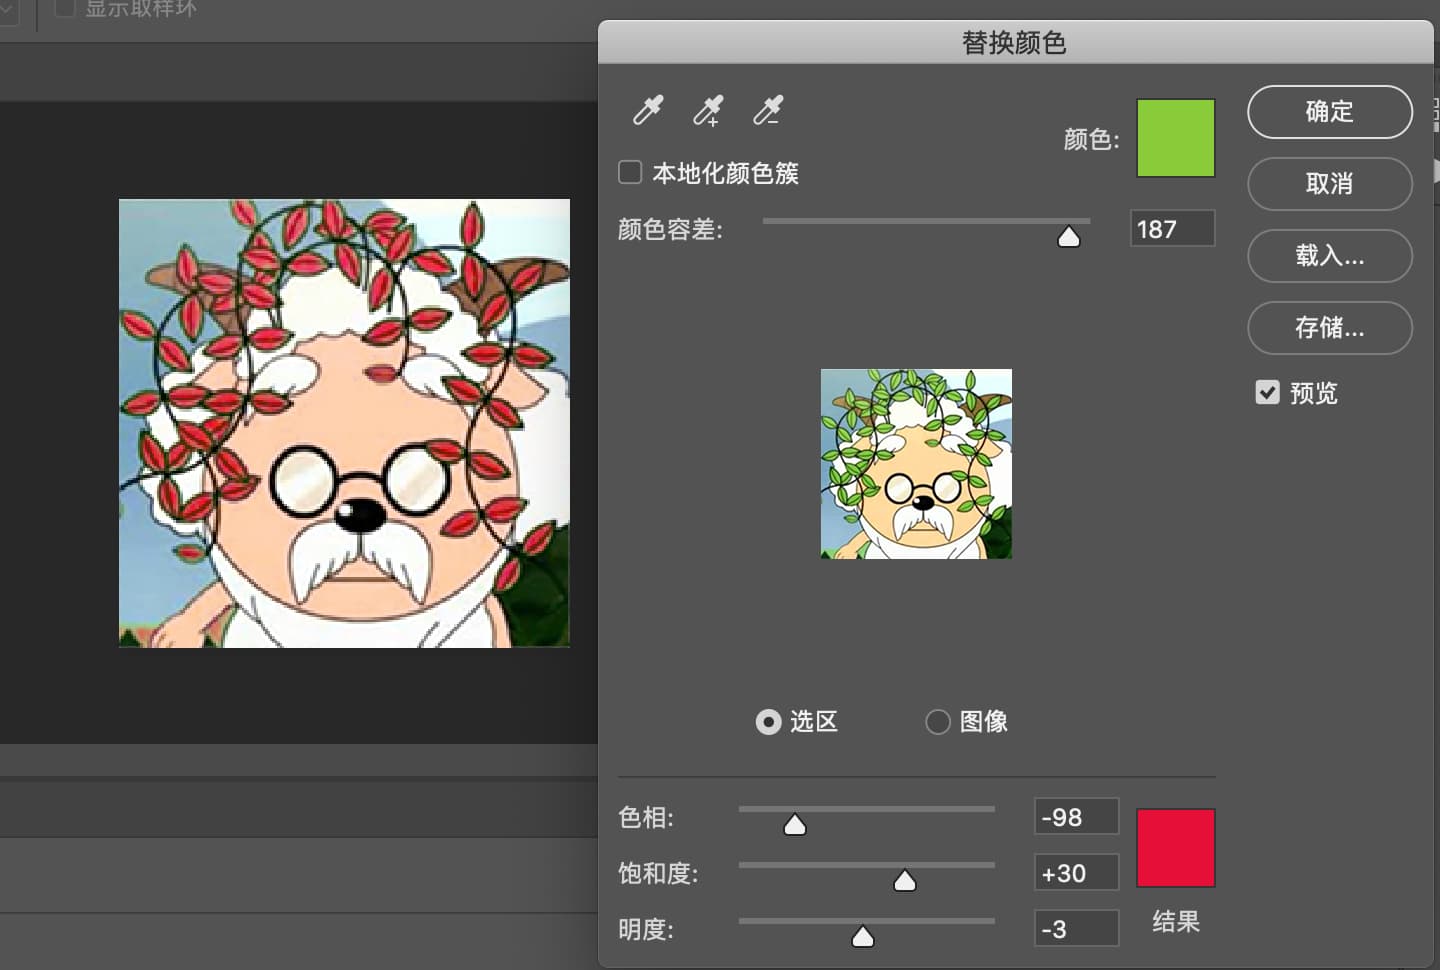 显示取样环
替换颜色
颜色:
确定
本地化颜色簇
取消
颜色容差:
187
载入...
存储...
预览
选区
图像
色相:
-98
饱和度:
+30
明度:
-3
结果